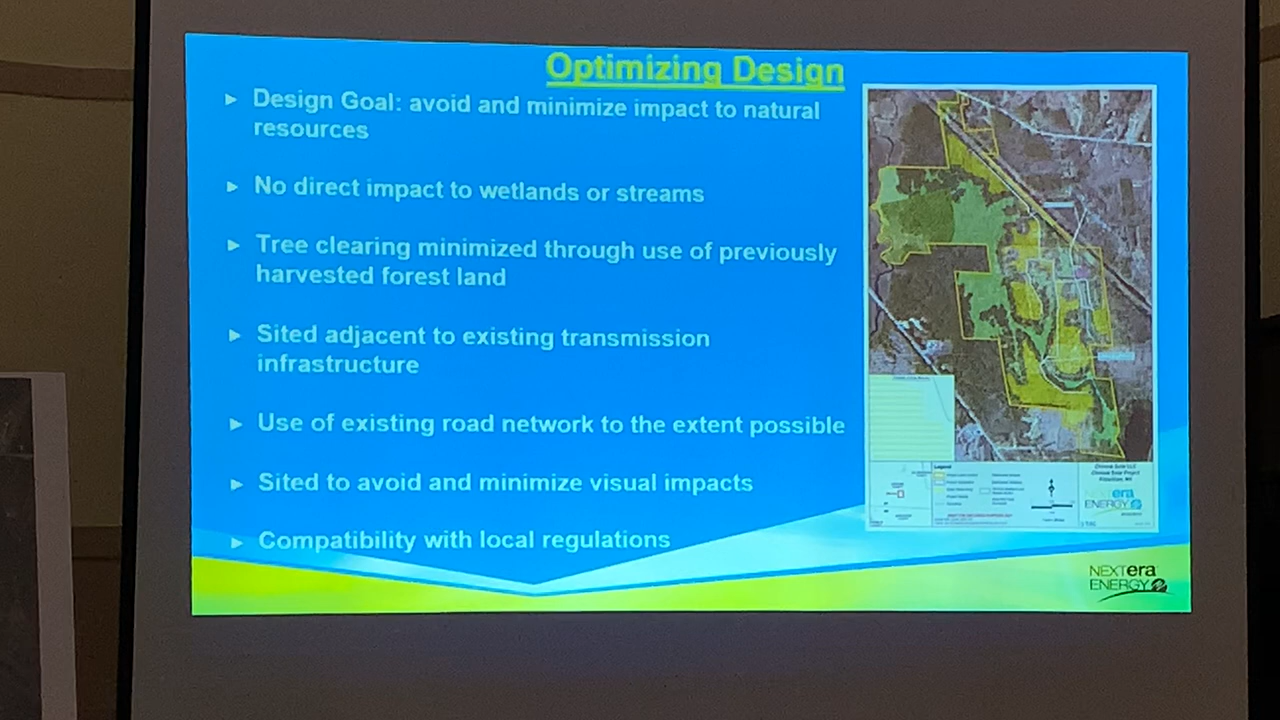 Optimizing Design
► Design Goal: avoid and minimize impact to natural
resources
► No direct impact to wetlands or streams
► Tree clearing minimized through use of previously
harvested forest land
► Sited adjacent to existing transmission
infrastructure
► Use of existing road network to the extent possible
► Sited to avoid and minimize visual impacts
► Compatibility with local regulations
Legend
NEXTera
ENERGY
NEXTera
ENERGY